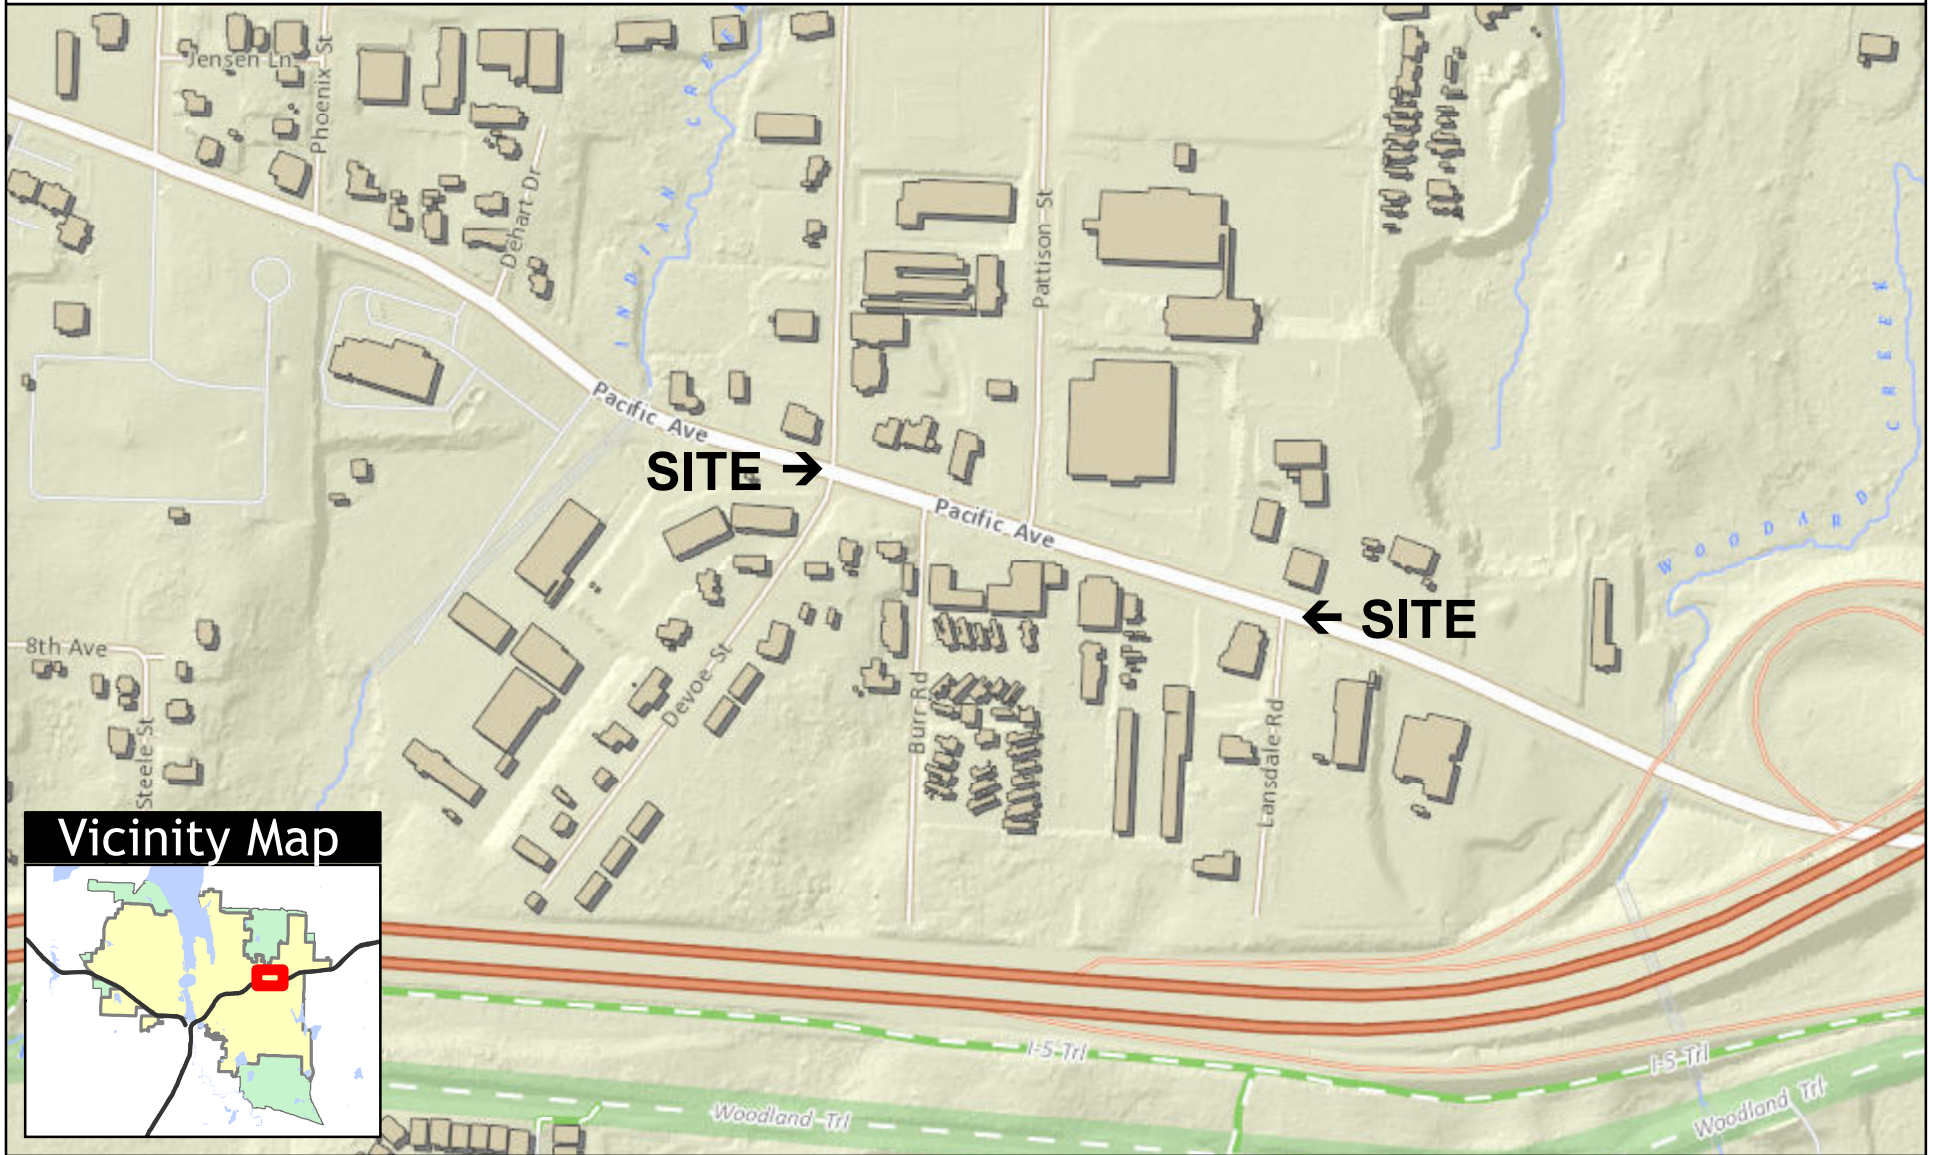 Jensen Ln
Phoenix St
INDIAN CREE
Dehart Dr
Pattison St
CREEK
WOODARD
Pacific Ave
SITE →
Pacific Ave
← SITE
8th Ave
Steele St
Devoe St
Burr Rd
Lansdale Rd
Vicinity Map
I-5 Trl
I-5 Trl
Woodland Trl
Woodland Trl